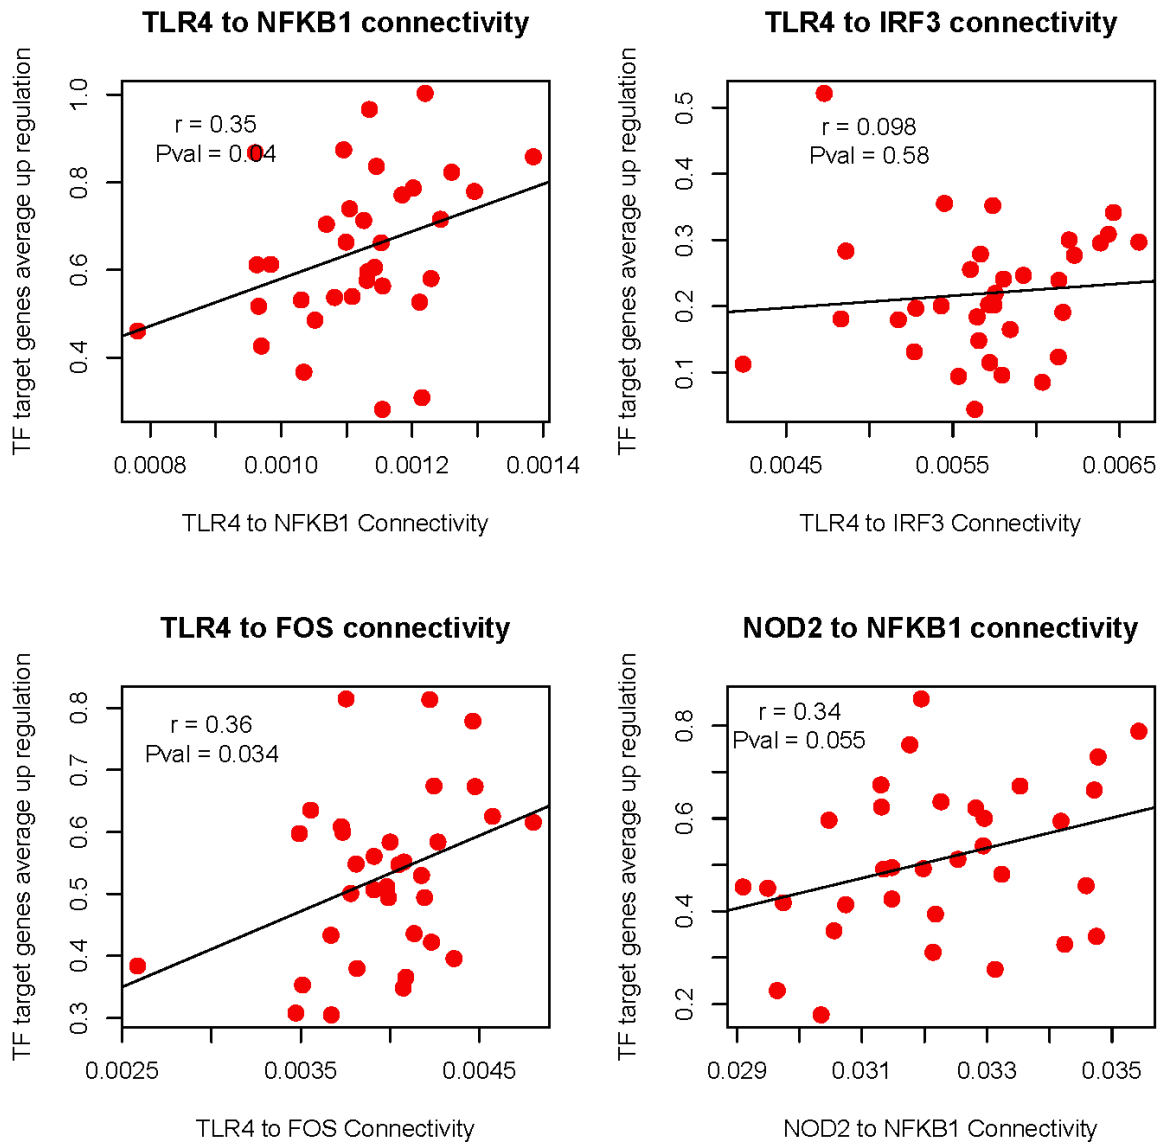 TLR4 to NFKB1 connectivity
TF target genes average up regulation
1.0
0.8
0.6
0.4
r = 0.35
Pval = 0.04
0.0008
0.0010
0.0012
0.0014
TLR4 to NFKB1 Connectivity
TLR4 to IRF3 connectivity
TF target genes average up regulation
0.5
0.4
0.3
0.2
0.1
r = 0.098
Pval = 0.58
0.0045
0.0055
0.0065
TLR4 to IRF3 Connectivity
TLR4 to FOS connectivity
TF target genes average up regulation
0.8
0.7
0.6
0.5
0.4
0.3
r = 0.36
Pval = 0.034
0.0025
0.0035
0.0045
TLR4 to FOS Connectivity
NOD2 to NFKB1 connectivity
TF target genes average up regulation
0.8
0.6
0.4
0.2
r = 0.34
Pval = 0.055
0.029
0.031
0.033
0.035
NOD2 to NFKB1 Connectivity